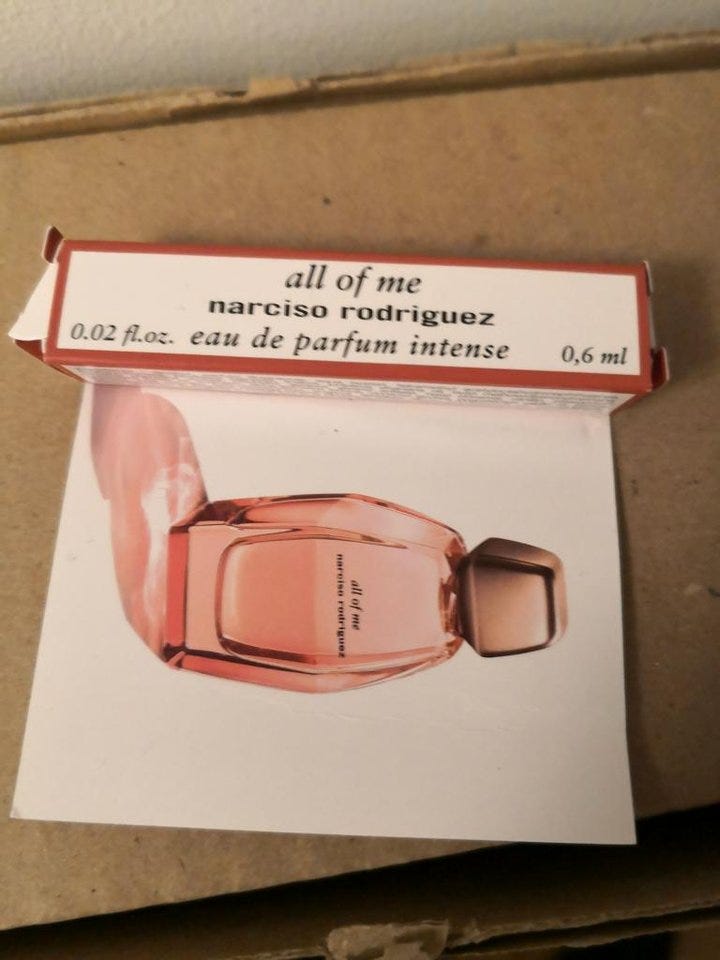 all of me
narciso rodriguez
0.02 fl.oz. eau de parfum intense 0,6 ml
all of me
narciso rodriguez